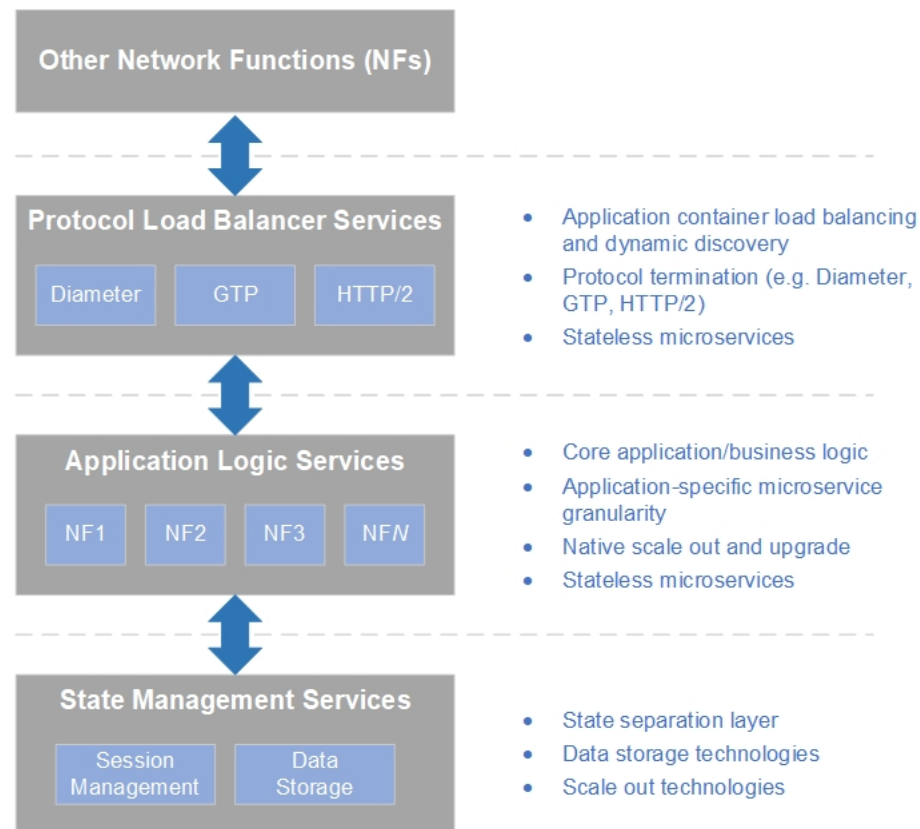 Other Network Functions (NFs)
Protocol Load Balancer Services
Diameter
GTP
HTTP/2
• Application container load balancing
and dynamic discovery
• Protocol termination (e.g. Diameter,
GTP, HTTP/2)
• Stateless microservices
Application Logic Services
NF1
NF2
NF3
NFN
• Core application/business logic
• Application-specific microservice
granularity
• Native scale out and upgrade
• Stateless microservices
State Management Services
Session
Management
Data
Storage
• State separation layer
• Data storage technologies
• Scale out technologies